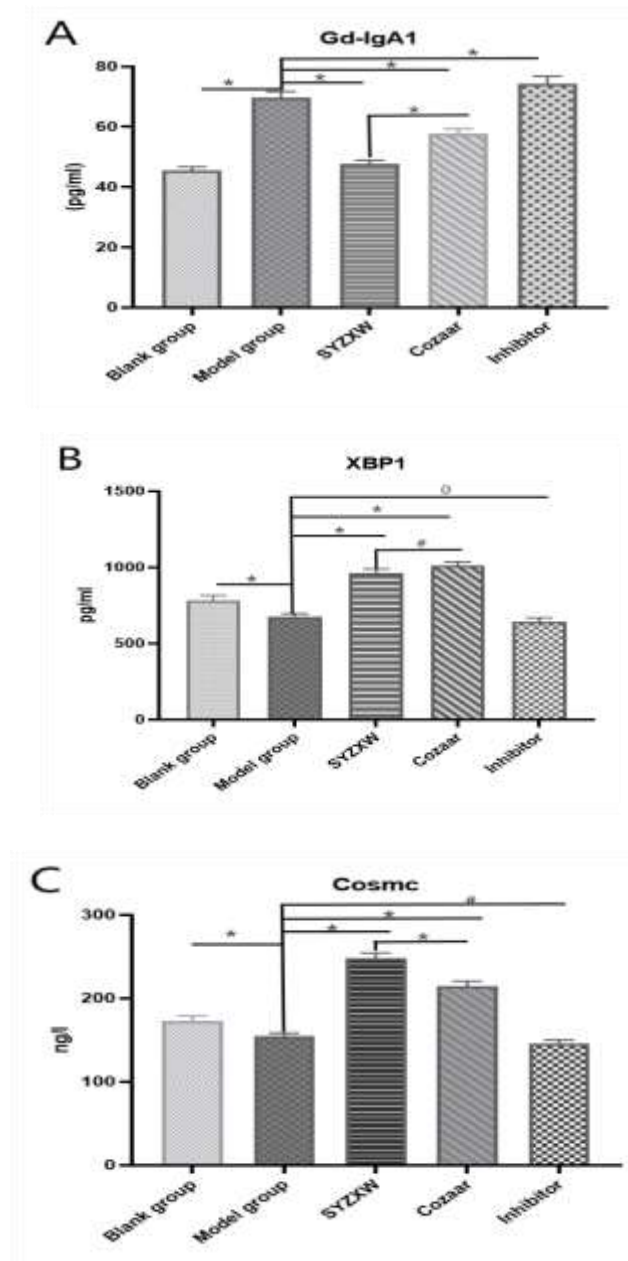 A
Gd-IgA1
80
60
40
20
0
(pg/ml)
* * * * *
Blank group
Model group
SYZXW
Cozaar
Inhibitor
B
XBP1
1500
1000
500
0
pg/ml
* * * #
Blank group
Model group
SYZXW
Cozaar
Inhibitor
C
Cosmc
300
200
100
0
ng/l
* * * * #
Blank group
Model group
SYZXW
Cozaar
Inhibitor